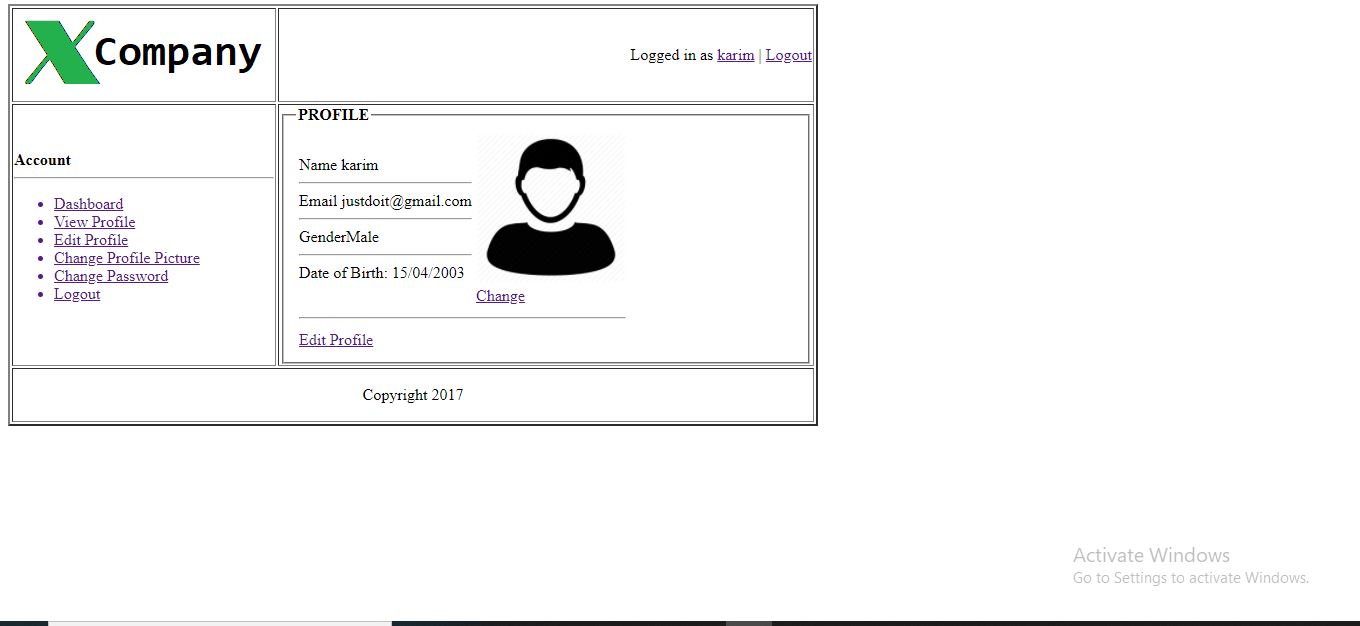 XCompany
Logged in as karim | Logout
Account
Dashboard
View Profile
Edit Profile
Change Profile Picture
Change Password
Logout
PROFILE
Name karim
Email justdoit@gmail.com
GenderMale
Date of Birth: 15/04/2003
Change
Edit Profile
Copyright 2017
Activate Windows
Go to Settings to activate Windows.